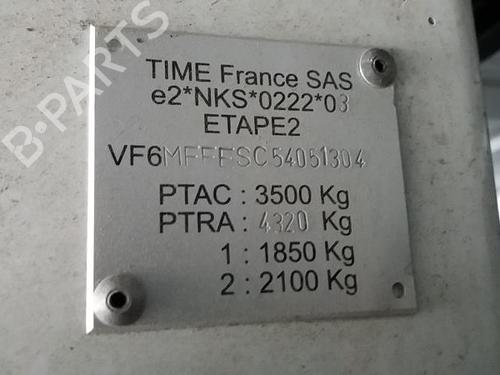 TIME France SAS
e2*NKS*0222*03
ETAPE2
VF6MFFFSC54051304
PTAC : 3500 Kg
PTRA : 4320 Kg
1 : 1850 Kg
2 : 2100 Kg
B-PARTS